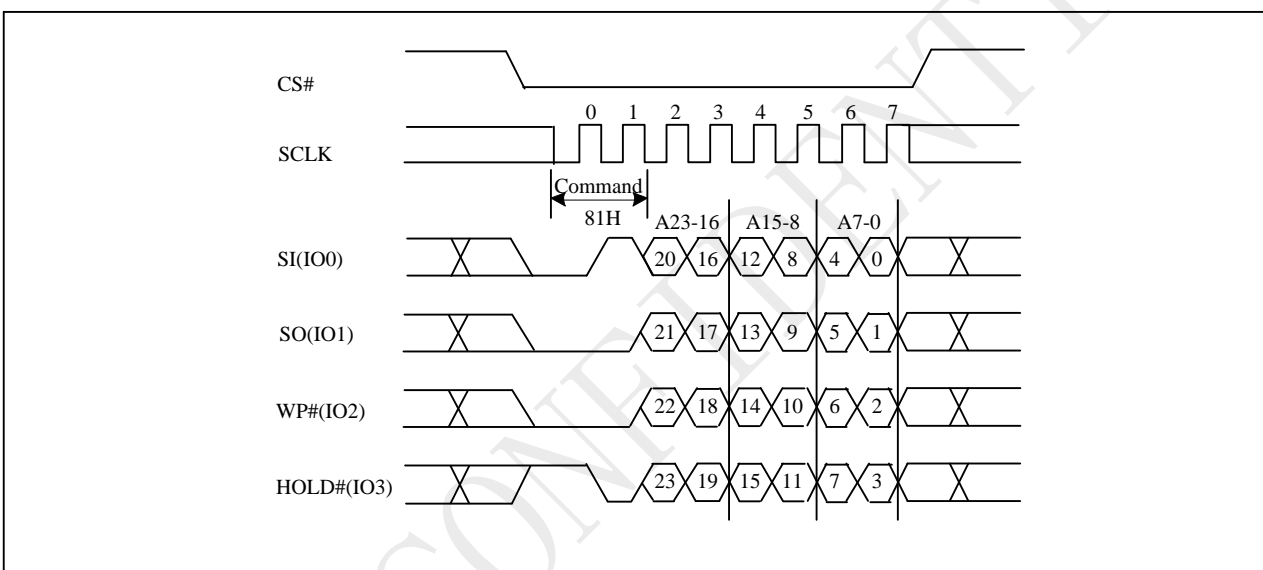 CS#
0 1 2 3 4 5 6 7
SCLK
Command
81H
A23-16 A15-8 A7-0
SI(IO0) 20 16 12 8 4 0
SO(IO1) 21 17 13 9 5 1
WP#(IO2) 22 18 14 10 6 2
HOLD#(IO3) 23 19 15 11 7 3
CONFIDENT